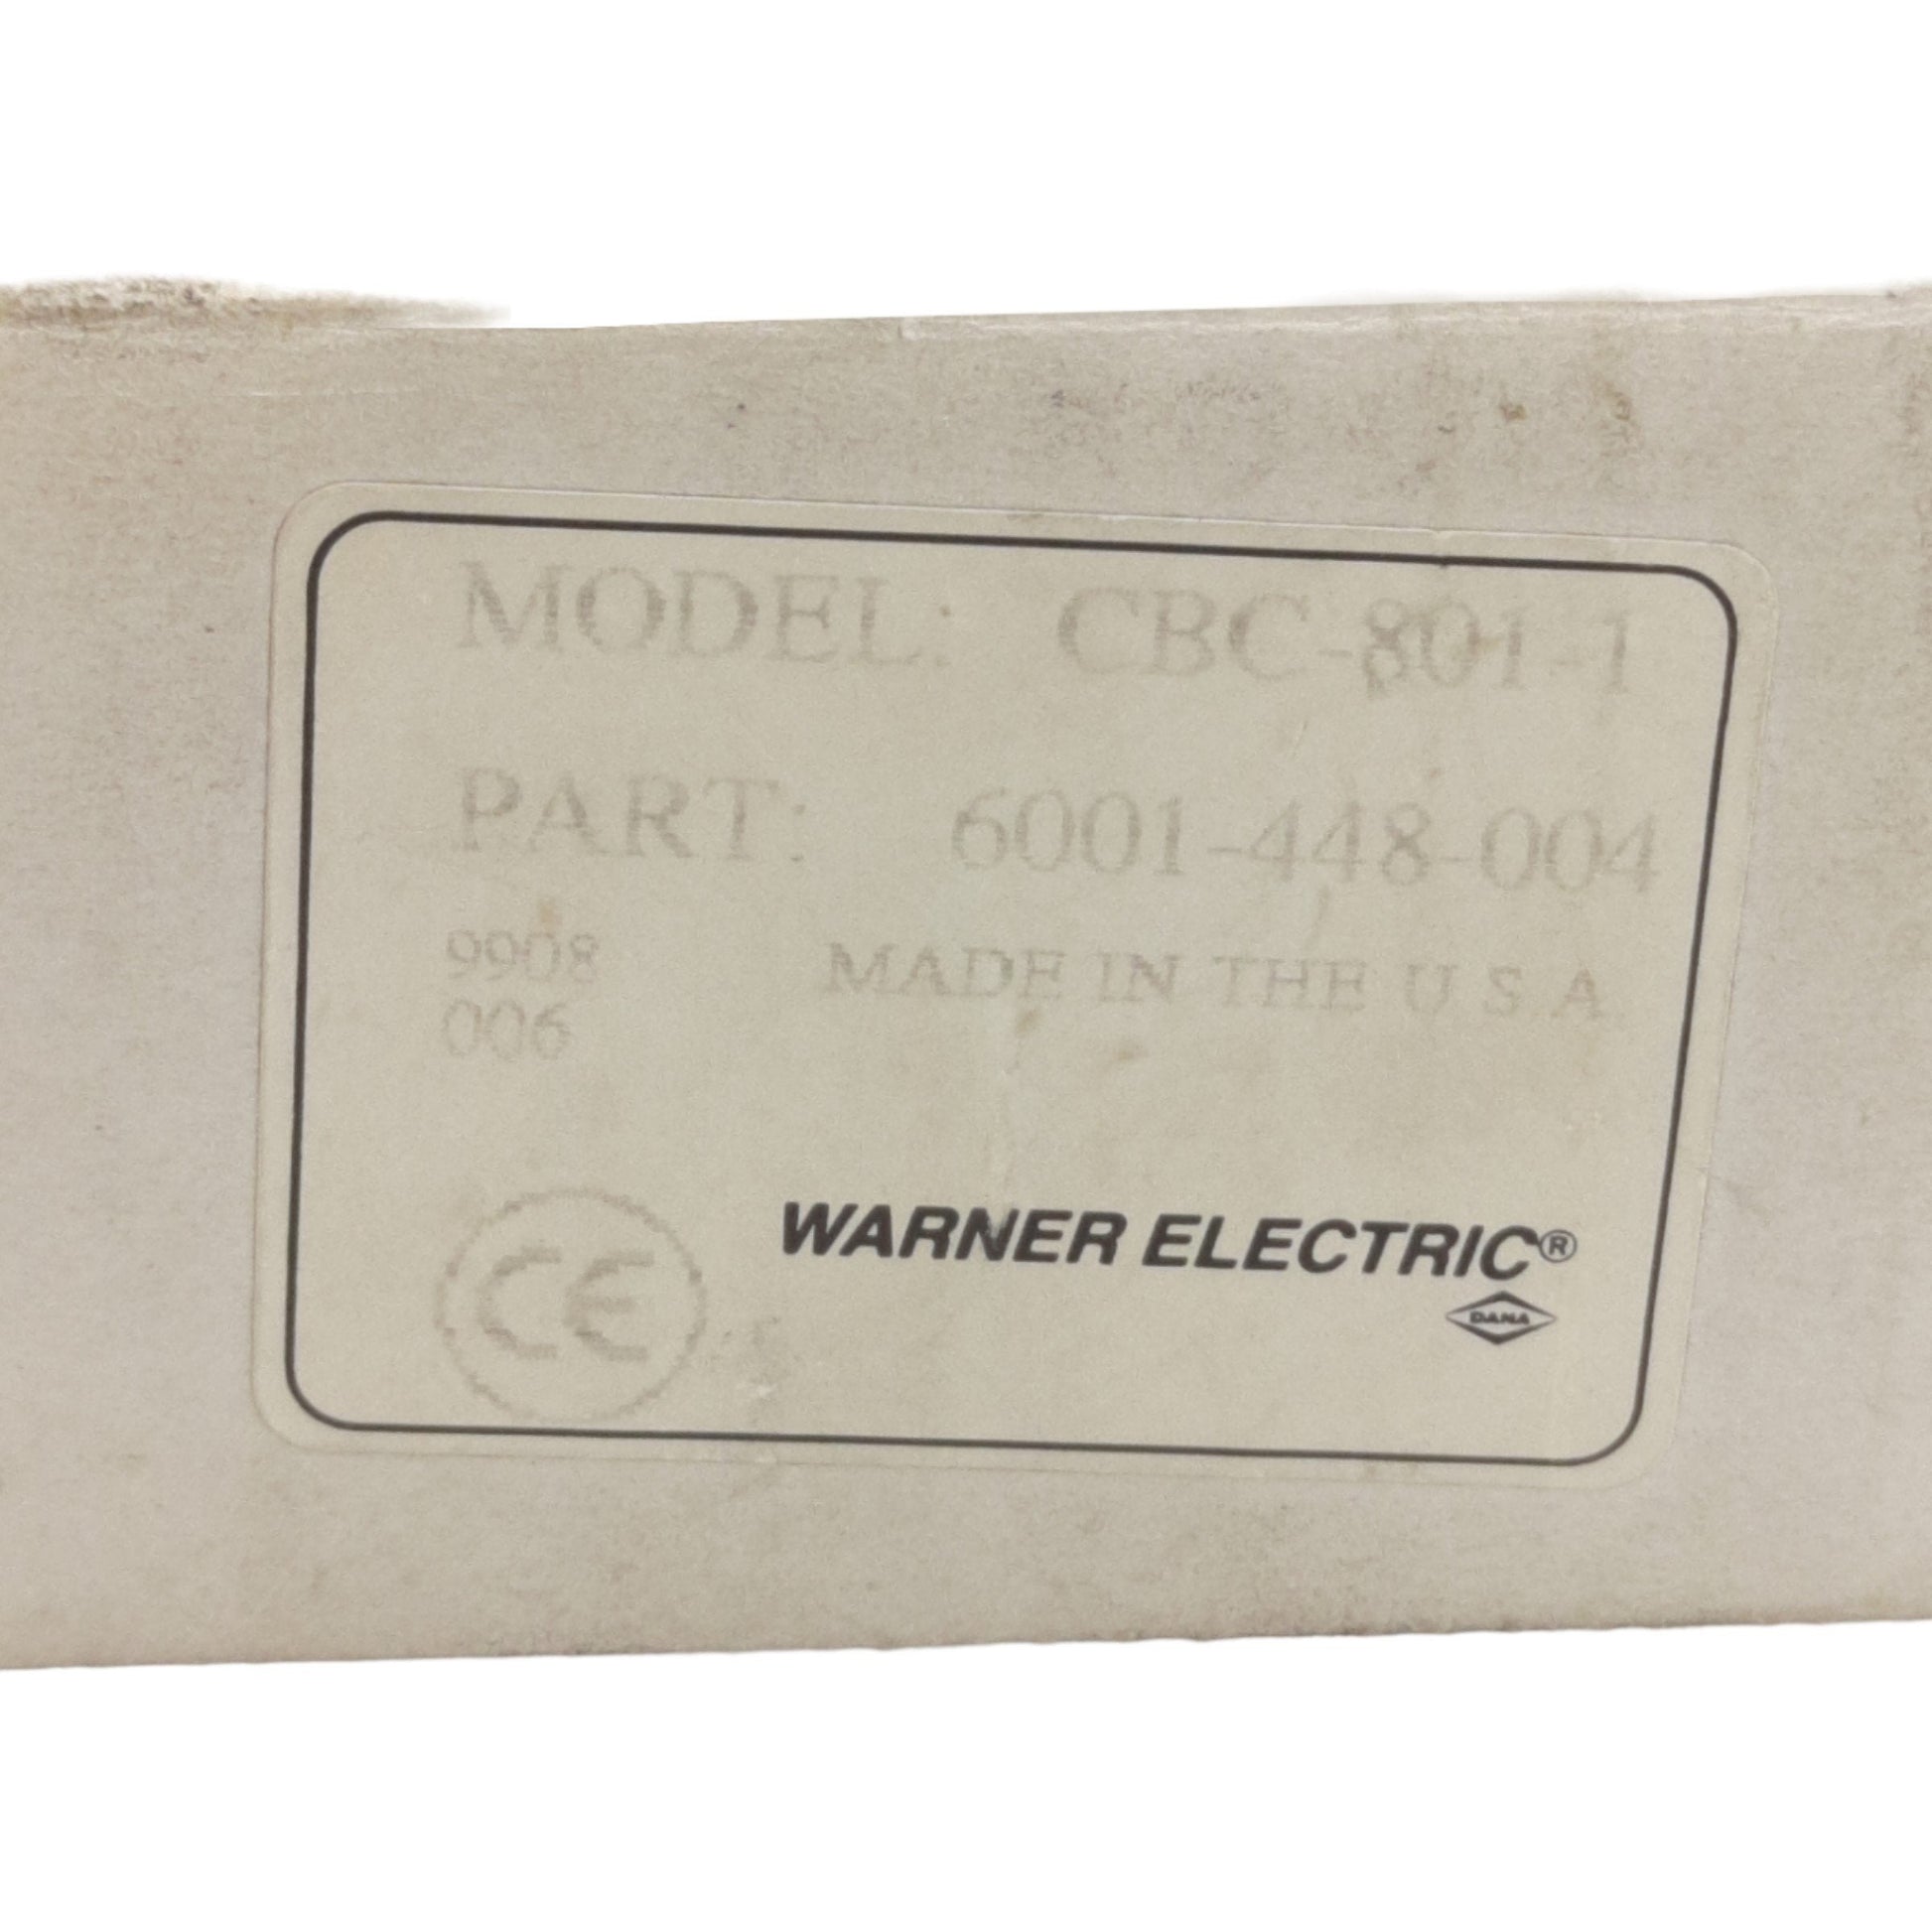 MODEL: CBC-801-1
PART: 6001-448-004
9908 MADE IN THE U.S.A.
006
CE
WARNER ELECTRIC®
DANA